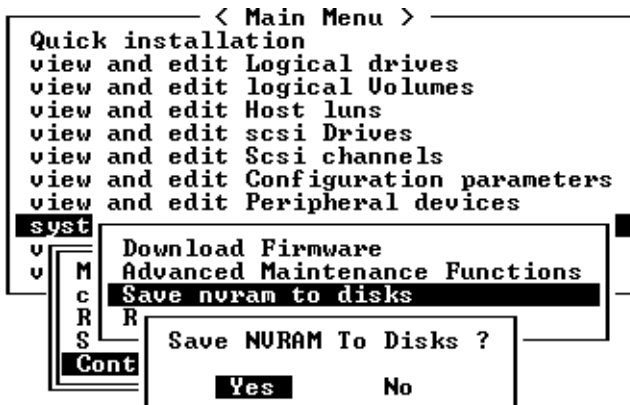 < Main Menu >
Quick installation
view and edit Logical drives
view and edit logical Volumes
view and edit Host luns
view and edit scsi Drives
view and edit Scsi channels
view and edit Configuration parameters
view and edit Peripheral devices
syst
v
Download Firmware
v
M
Advanced Maintenance Functions
c
Save nvram to disks
R
R
S
Save NVRAM To Disks ?
Cont
Yes No